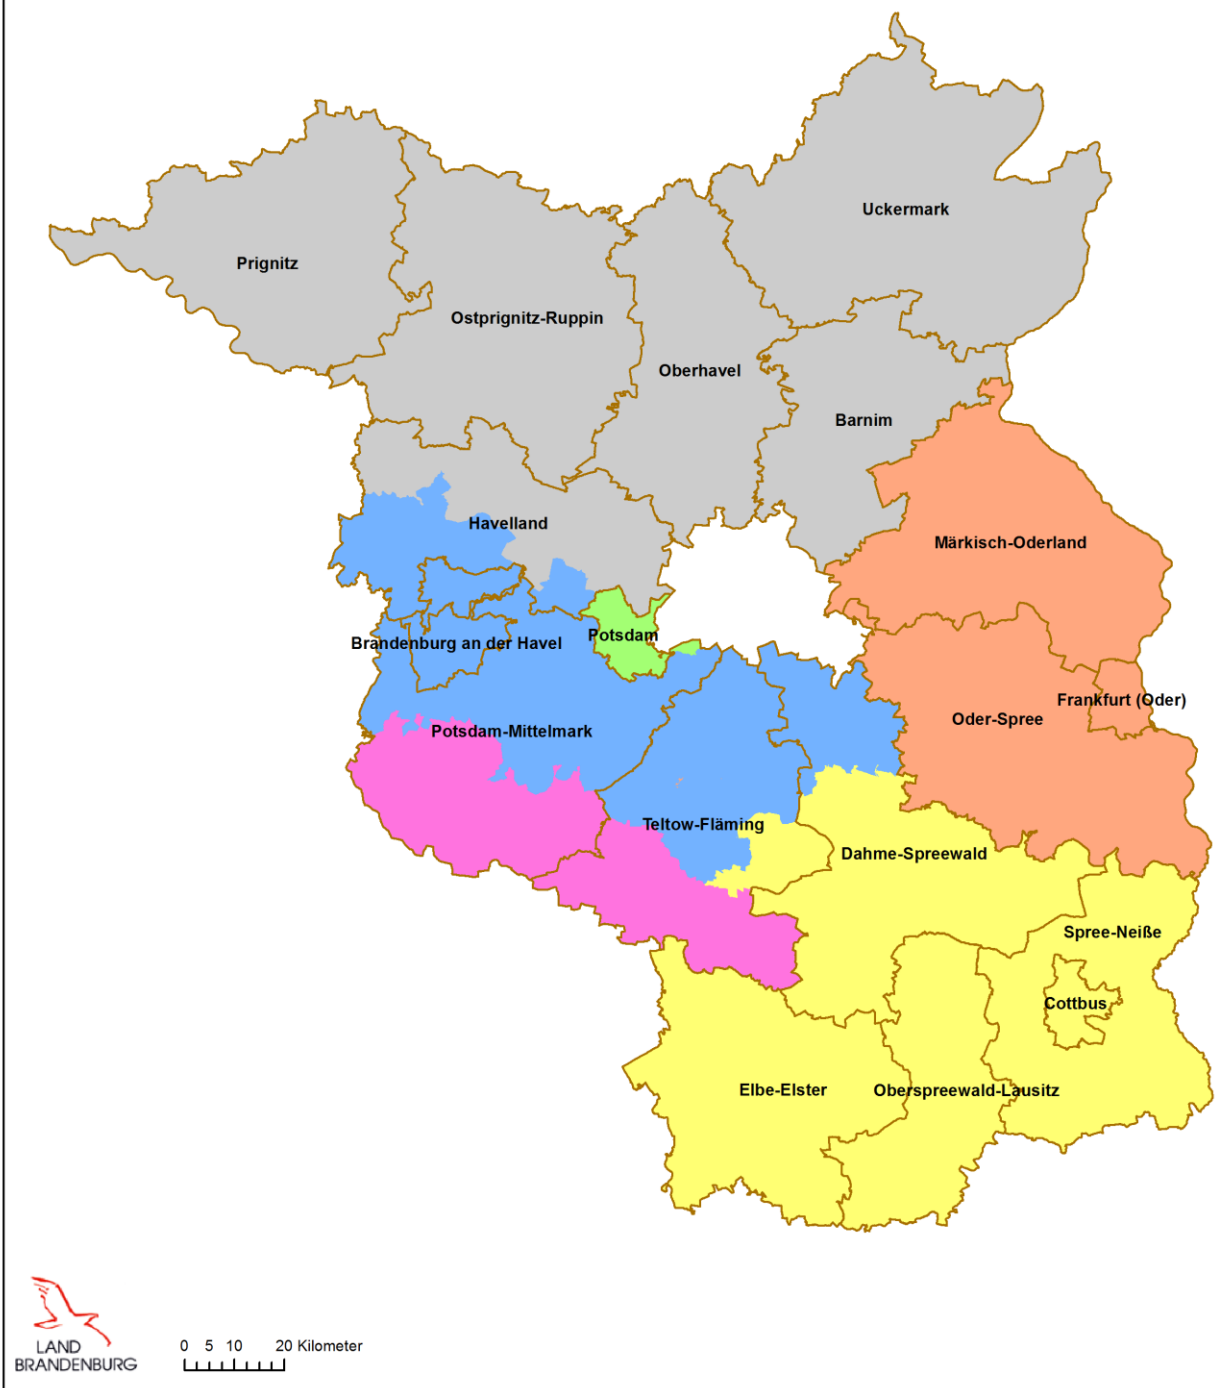 Uckermark
Prignitz
Ostprignitz-Ruppin
Oberhavel
Barnim
Havelland
Märkisch-Oderland
Potsdam
Brandenburg an der Havel
Frankfurt (Oder)
Oder-Spree
Potsdam-Mittelmark
Teltow-Fläming
Dahme-Spreewald
Spree-Neiße
Cottbus
Elbe-Elster
Oberspreewald-Lausitz
LAND
BRANDENBURG
0 5 10 20 Kilometer